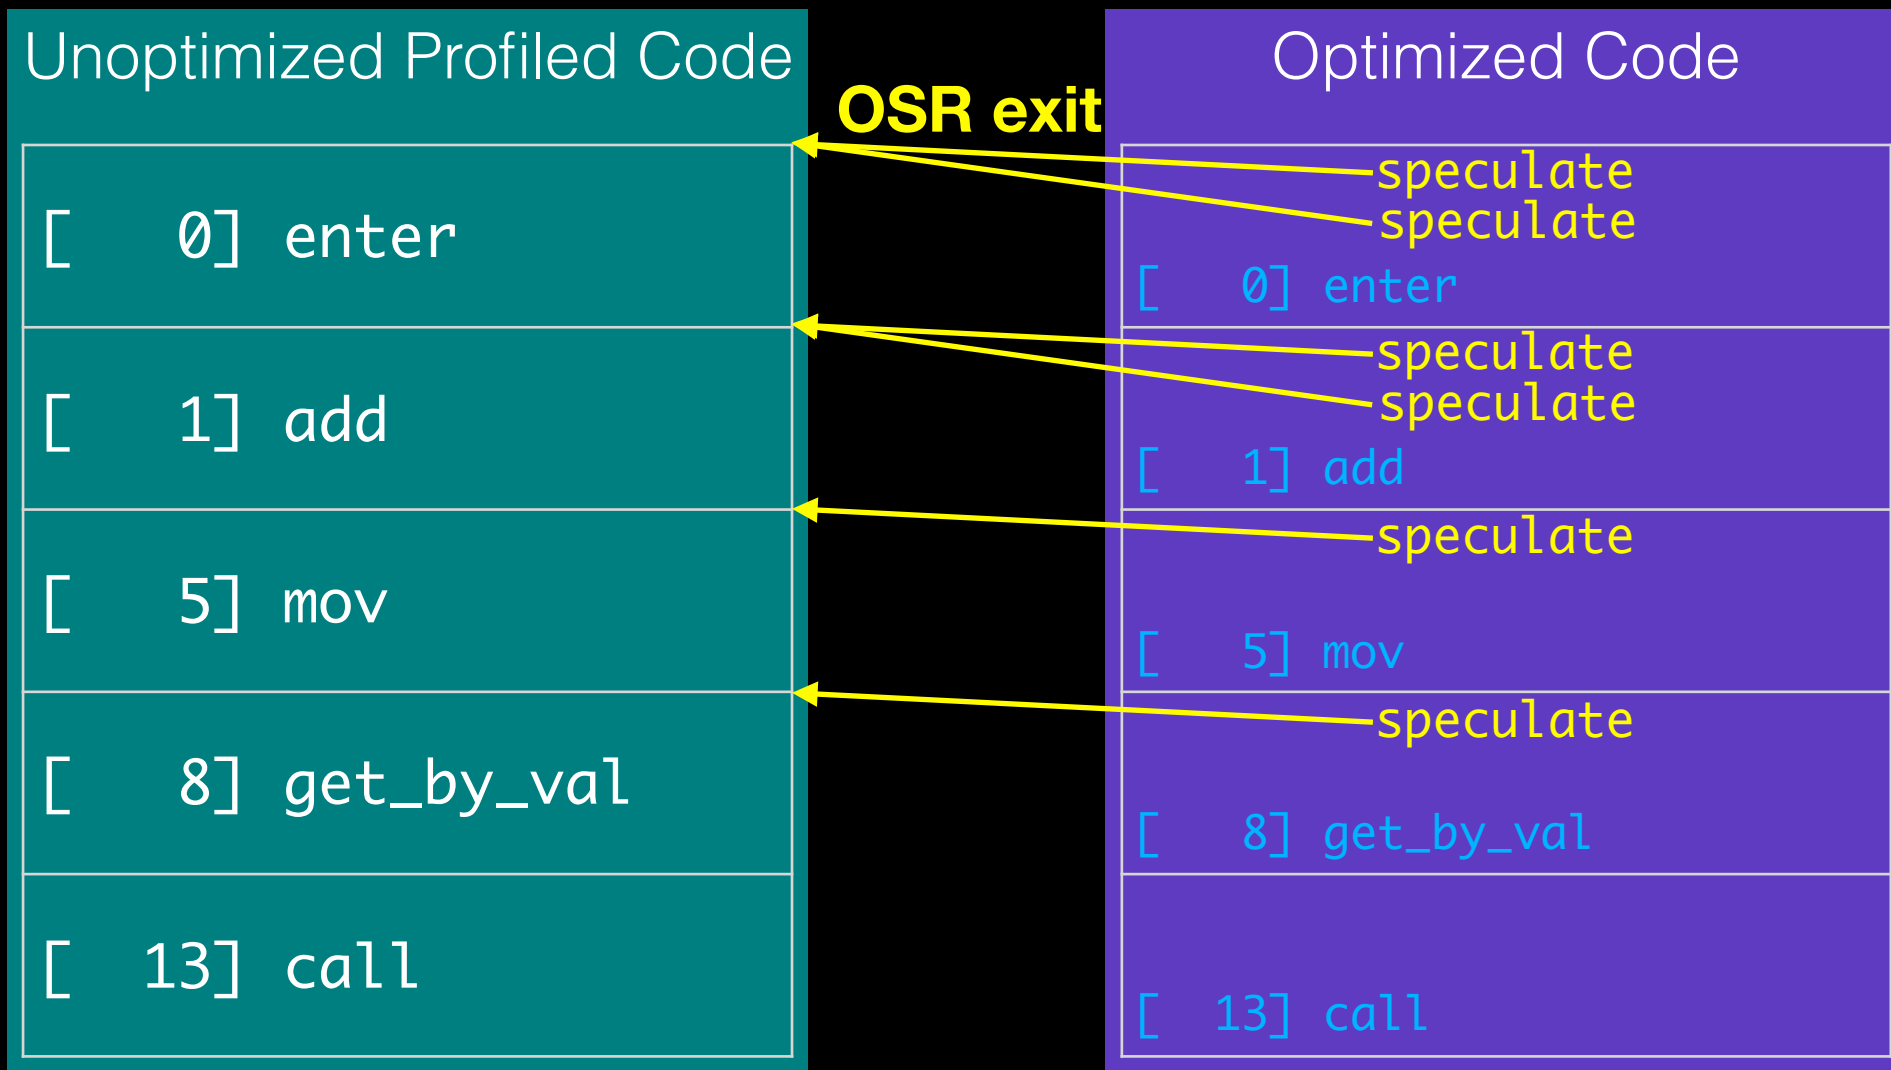 Unoptimized Profiled Code
[   0] enter
[   1] add
[   5] mov
[   8] get_by_val
[  13] call
OSR exit
Optimized Code
speculate
speculate
[   0] enter
speculate
speculate
[   1] add
speculate
[   5] mov
speculate
[   8] get_by_val
[  13] call